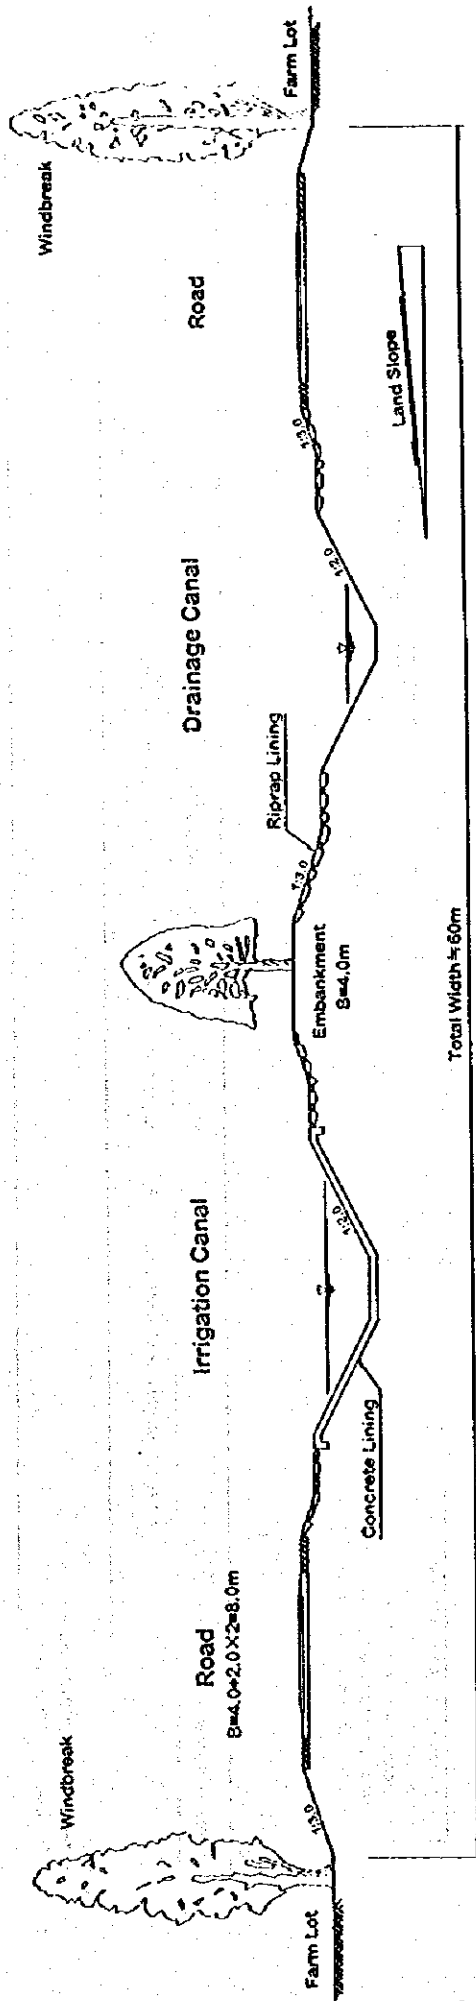 Windbreak
Windbreak
Road
B=4.0+2.0X2=8.0m
Irrigation Canal
Drainage Canal
Road
Farm Lot
Farm Lot
1:3.0
Concrete Lining
1:2.0
Embankment
B=4.0m
1:3.0
Riprap Lining
1:2.0
1:3.0
Land Slope
Total Width≒60m